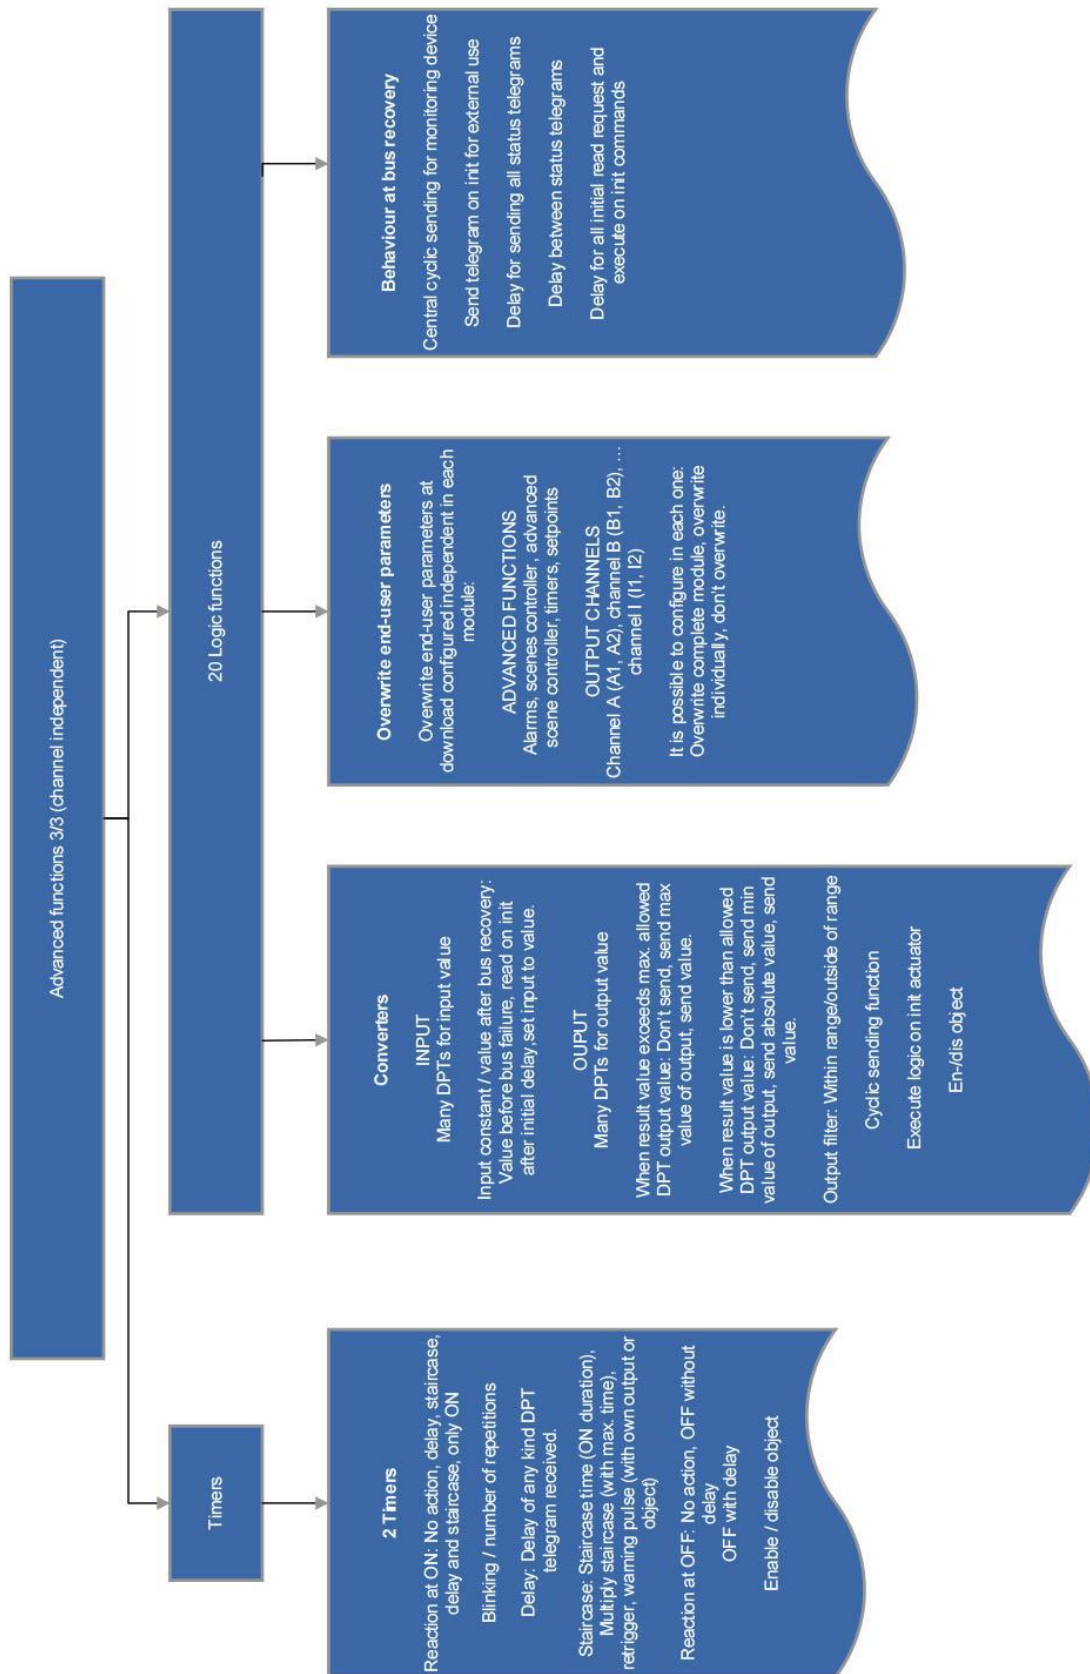 Advanced functions 3/3 (channel independent)
Timers
20 Logic functions
2 Timers
Reaction at ON: No action, delay, staircase,
delay and staircase, only ON
Blinking / number of repetitions
Delay: Delay of any kind DPT
telegram received.
Staircase: Staircase time (ON duration),
Multiply staircase (with max. time),
retrigger, warning pulse (with own output or
object)
Reaction at OFF: No action, OFF without
delay
OFF with delay
Enable / disable object
Converters
INPUT
Many DPTs for input value
Input constant / value after bus recovery:
Value before bus failure, read on init
after initial delay,set input to value.
OUPUT
Many DPTs for output value
When result value exceeds max. allowed
DPT output value: Don't send, send max
value of output, send value.
When result value is lower than allowed
DPT output value: Don't send, send min
value of output, send absolute value, send
value.
Output filter: Within range/outside of range
Cyclic sending function
Execute logic on init actuator
En-/dis object
Overwrite end-user parameters
Overwrite end-user parameters at
download configured independent in each
module:
ADVANCED FUNCTIONS
Alarms, scenes controller, advanced
scene controller, timers, setpoints
OUTPUT CHANNELS
Channel A (A1, A2), channel B (B1, B2), …
channel I (I1, I2)
It is possible to configure in each one:
Overwrite complete module, overwrite
individually, don't overwrite.
Behaviour at bus recovery
Central cyclic sending for monitoring device
Send telegram on init for external use
Delay for sending all status telegrams
Delay between status telegrams
Delay for all initial read request and
execute on init commands